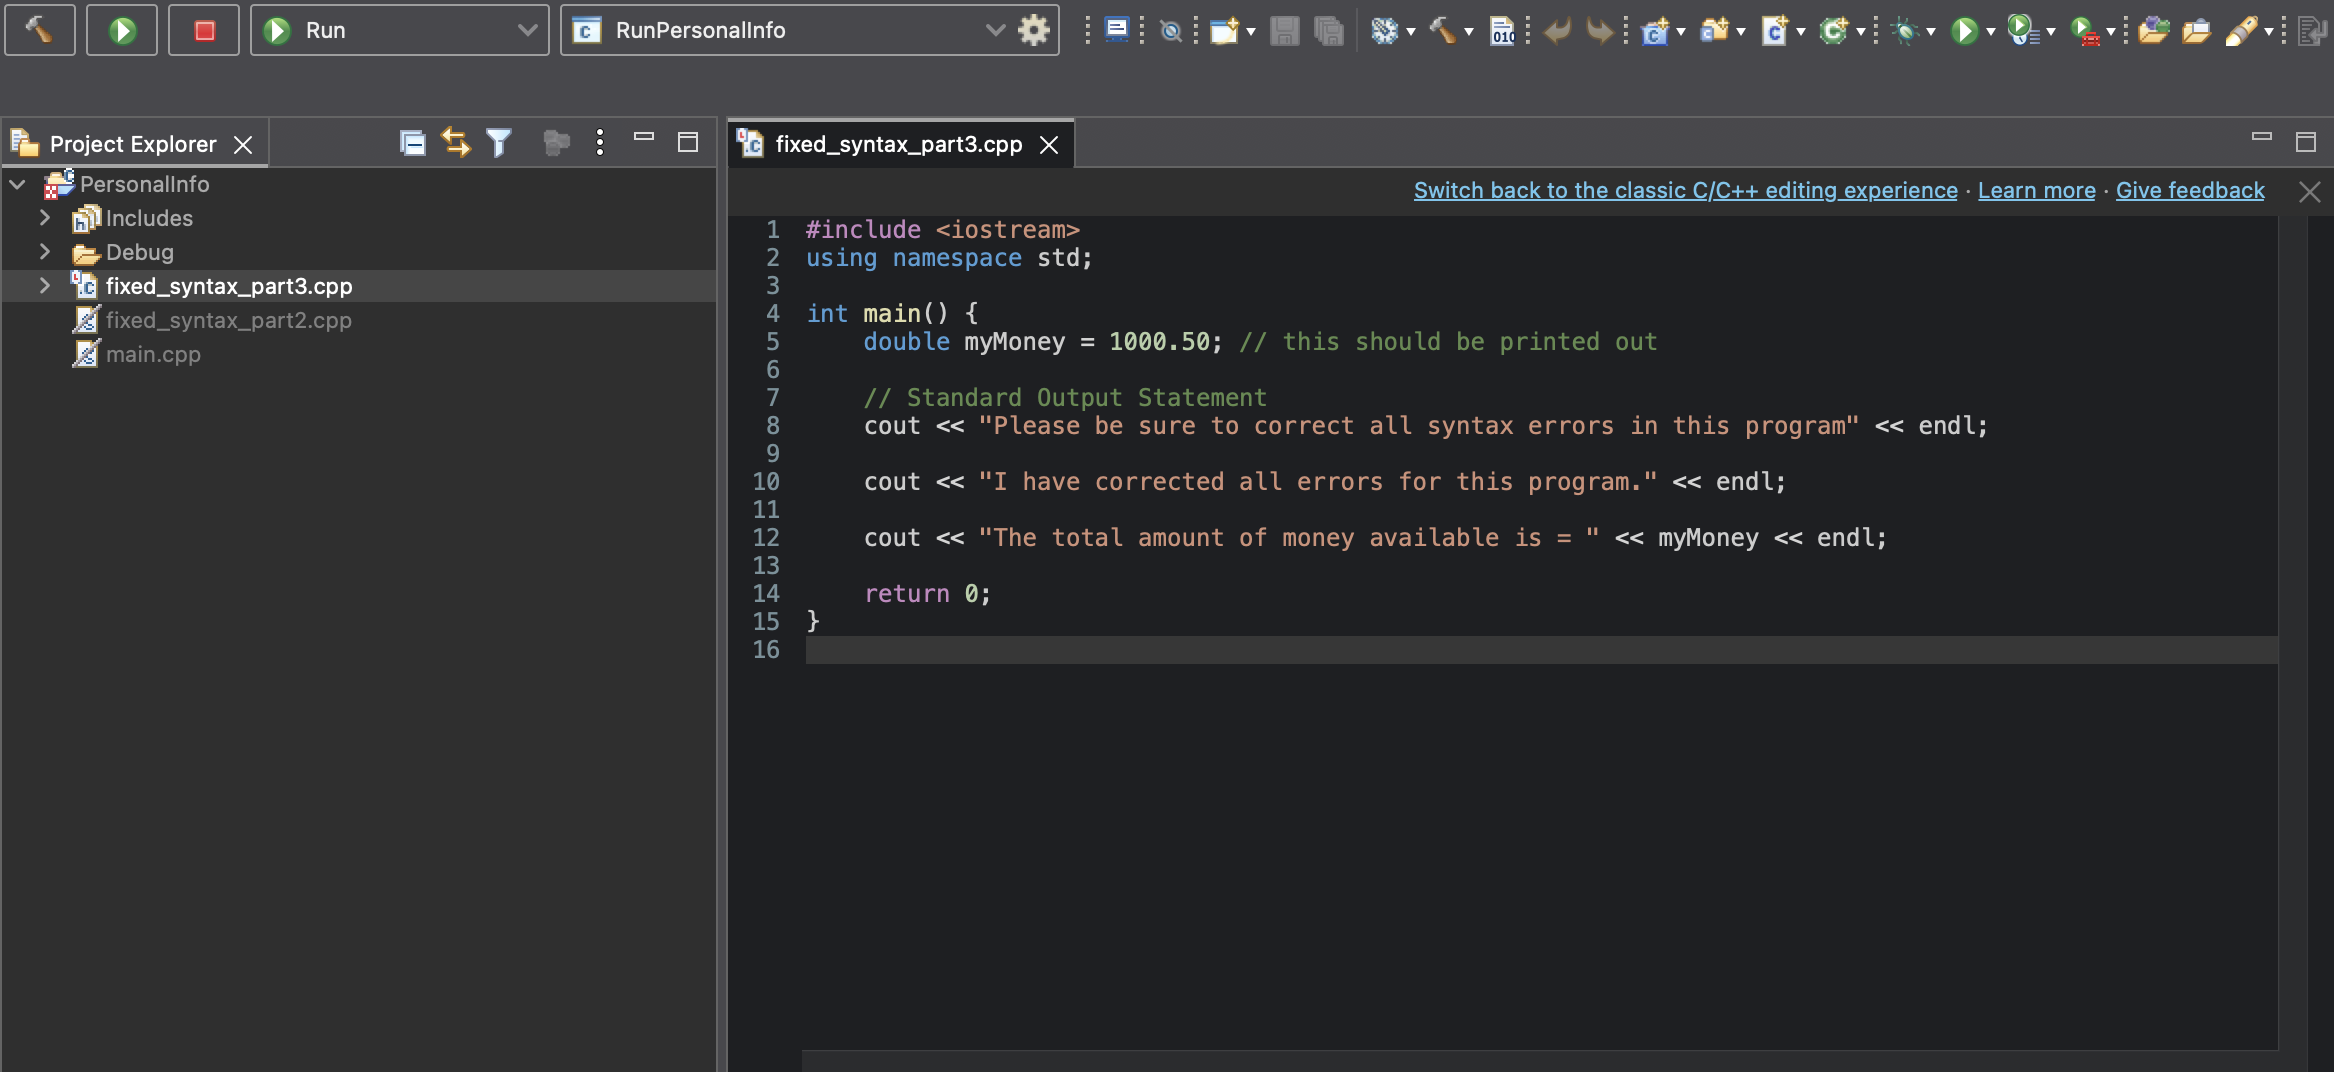 Run
RunPersonalInfo
010
Project Explorer
PersonalInfo
Includes
Debug
fixed_syntax_part3.cpp
fixed_syntax_part2.cpp
main.cpp
fixed_syntax_part3.cpp
Switch back to the classic C/C++ editing experience · Learn more · Give feedback
1 #include <iostream>
2 using namespace std;
3
4 int main() {
5     double myMoney = 1000.50; // this should be printed out
6
7     // Standard Output Statement
8     cout << "Please be sure to correct all syntax errors in this program" << endl;
9
10     cout << "I have corrected all errors for this program." << endl;
11
12     cout << "The total amount of money available is = " << myMoney << endl;
13
14     return 0;
15 }
16